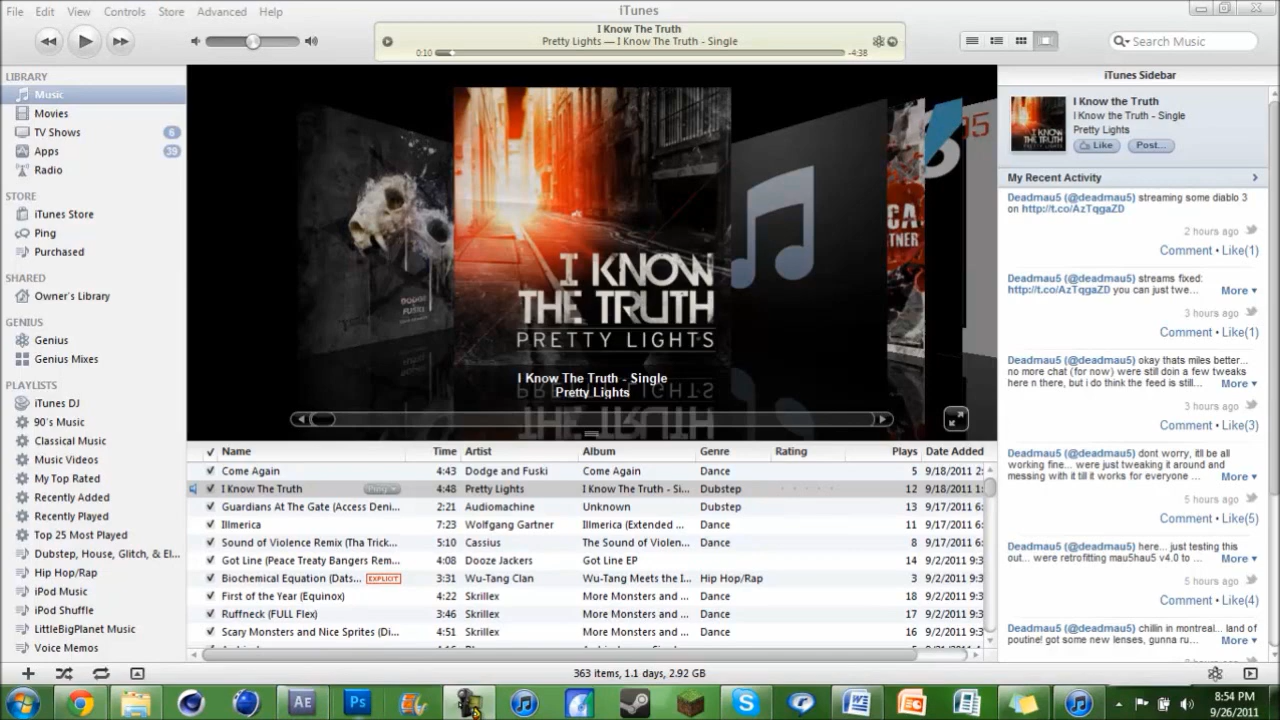 File Edit View Controls Store Advanced Help
iTunes
I Know The Truth
Pretty Lights — I Know The Truth - Single
0:10 -4:38
Search Music
LIBRARY
Music
Movies
TV Shows 6
Apps 39
Radio
STORE
iTunes Store
Ping
Purchased
SHARED
Owner's Library
GENIUS
Genius
Genius Mixes
PLAYLISTS
iTunes DJ
90's Music
Classical Music
Music Videos
My Top Rated
Recently Added
Recently Played
Top 25 Most Played
Dubstep, House, Glitch, & El...
Hip Hop/Rap
iPod Music
iPod Shuffle
LittleBigPlanet Music
Voice Memos
I KNOW
THE TRUTH
PRETTY LIGHTS
I Know The Truth - Single
Pretty Lights
Name Time Artist Album Genre Rating Plays Date Added
Come Again 4:43 Dodge and Fuski Come Again Dance 5 9/18/2011 2:
I Know The Truth Ping 4:48 Pretty Lights I Know The Truth - Si... Dubstep 12 9/18/2011 1:
Guardians At The Gate (Access Deni... 2:21 Audiomachine Unknown Dubstep 13 9/17/2011 6:
Illmerica 7:23 Wolfgang Gartner Illmerica (Extended ... Dance 11 9/17/2011 6:
Sound of Violence Remix (Tha Trick... 5:10 Cassius The Sound of Violen... Dance 8 9/17/2011 6:
Got Line (Peace Treaty Bangers Rem... 4:08 Dooze Jackers Got Line EP 14 9/2/2011 9:3
Biochemical Equation (Dats... EXPLICIT 3:31 Wu-Tang Clan Wu-Tang Meets the I... Hip Hop/Rap 3 9/2/2011 9:3
First of the Year (Equinox) 4:22 Skrillex More Monsters and ... Dance 18 9/2/2011 9:3
Ruffneck (FULL Flex) 3:46 Skrillex More Monsters and ... Dance 17 9/2/2011 9:3
Scary Monsters and Nice Sprites (Di... 4:51 Skrillex More Monsters and ... Dance 16 9/2/2011 9:3
363 items, 1.1 days, 2.92 GB
iTunes Sidebar
I Know the Truth
I Know the Truth - Single
Pretty Lights
Like Post...
My Recent Activity
Deadmau5 (@deadmau5) streaming some diablo 3
on http://t.co/AzTqgaZD
2 hours ago
Comment • Like(1)
Deadmau5 (@deadmau5) streams fixed:
http://t.co/AzTqgaZD you can just twe... More
3 hours ago
Comment • Like(1)
Deadmau5 (@deadmau5) okay thats miles better...
no more chat (for now) were still doin a few tweaks
here n there, but i do think the feed is still... More
3 hours ago
Comment • Like(3)
Deadmau5 (@deadmau5) dont worry, itll be all
working fine... were just tweaking it around and
messing with it till it works for everyone ... More
5 hours ago
Comment • Like(5)
Deadmau5 (@deadmau5) here... just testing this
out... were retrofitting mau5hau5 v4.0 to ... More
5 hours ago
Comment • Like(4)
Deadmau5 (@deadmau5) chillin in montreal... land of
poutine! got some new lenses, gunna ru... More
AE Ps
8:54 PM
9/26/2011